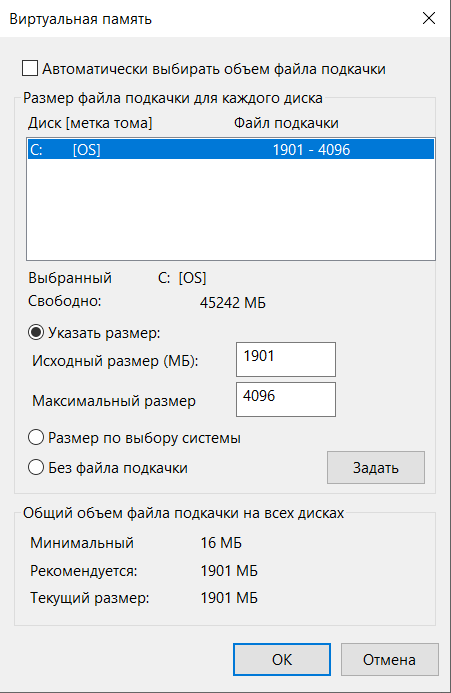 Виртуальная память
Автоматически выбирать объем файла подкачки
Размер файла подкачки для каждого диска
Диск [метка тома] Файл подкачки
C: [OS] 1901 - 4096
Выбранный C: [OS]
Свободно: 45242 МБ
Указать размер:
Исходный размер (МБ): 1901
Максимальный размер 4096
Размер по выбору системы
Без файла подкачки Задать
Общий объем файла подкачки на всех дисках
Минимальный 16 МБ
Рекомендуется: 1901 МБ
Текущий размер: 1901 МБ
ОК Отмена